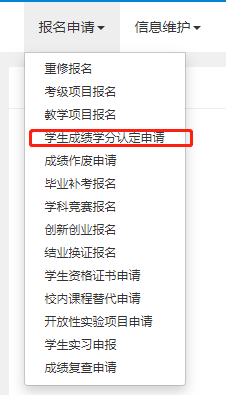 报名申请 信息维护
重修报名
考级项目报名
教学项目报名
学生成绩学分认定申请
成绩作废申请
毕业补考报名
学科竞赛报名
创新创业报名
结业换证报名
学生资格证书申请
校内课程替代申请
开放性实验项目申请
学生实习申报
成绩复查申请